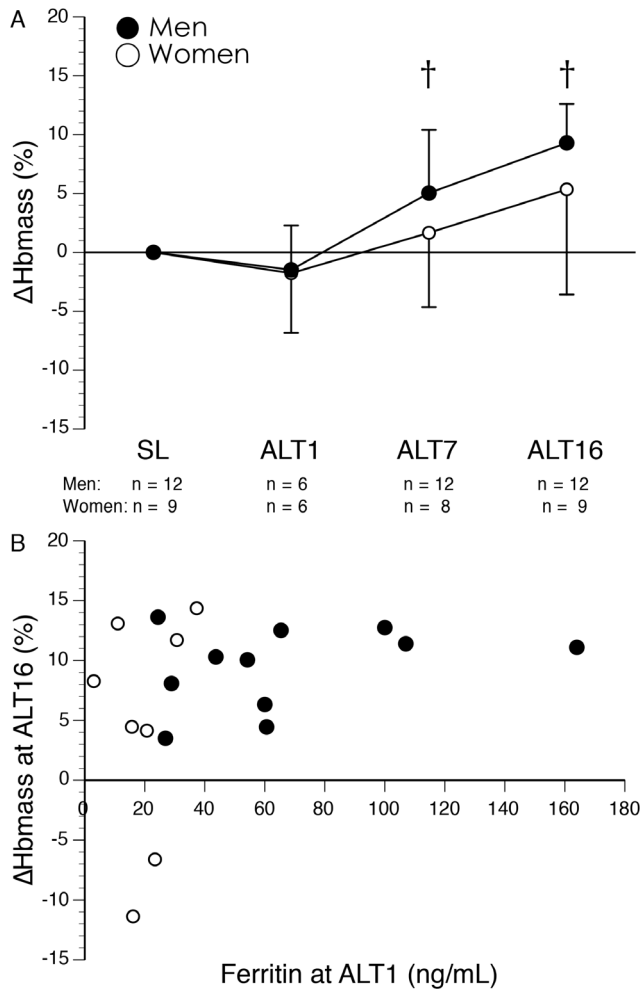 A
Men
Women
† †
ΔHbmass (%)
20
15
10
5
0
-5
-10
-15
SL ALT1 ALT7 ALT16
Men: n = 12 n = 6 n = 12 n = 12
Women: n = 9 n = 6 n = 8 n = 9
B
ΔHbmass at ALT16 (%)
20
15
10
5
0
-5
-10
-15
0 20 40 60 80 100 120 140 160 180
Ferritin at ALT1 (ng/mL)